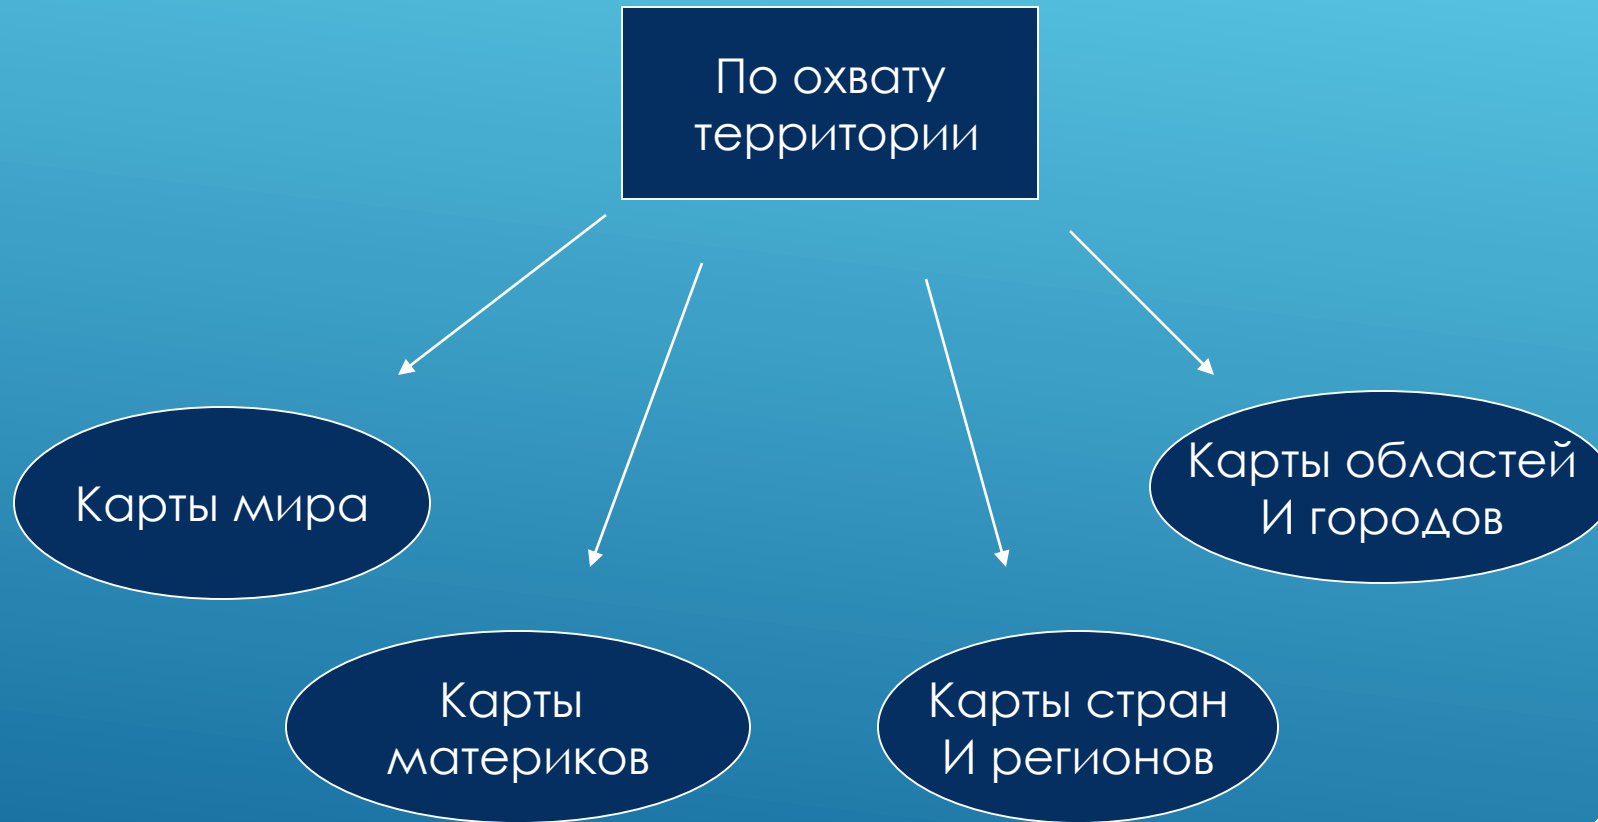 По охвату
территории
Карты мира
Карты
материков
Карты стран
И регионов
Карты областей
И городов